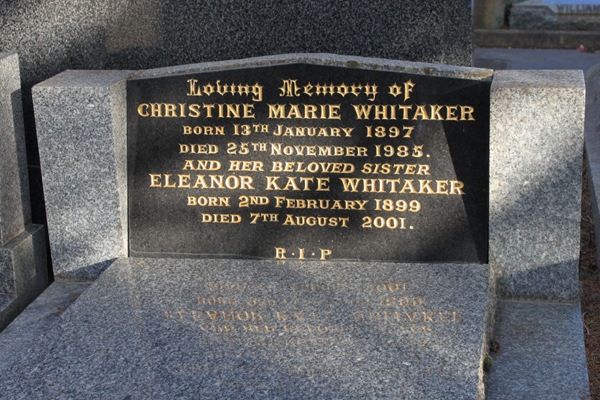 Loving Memory of
CHRISTINE MARIE WHITAKER
BORN 13TH JANUARY 1897
DIED 25TH NOVEMBER 1985.
AND HER BELOVED SISTER
ELEANOR KATE WHITAKER
BORN 2ND FEBRUARY 1899
DIED 7TH AUGUST 2001.
R·I·P